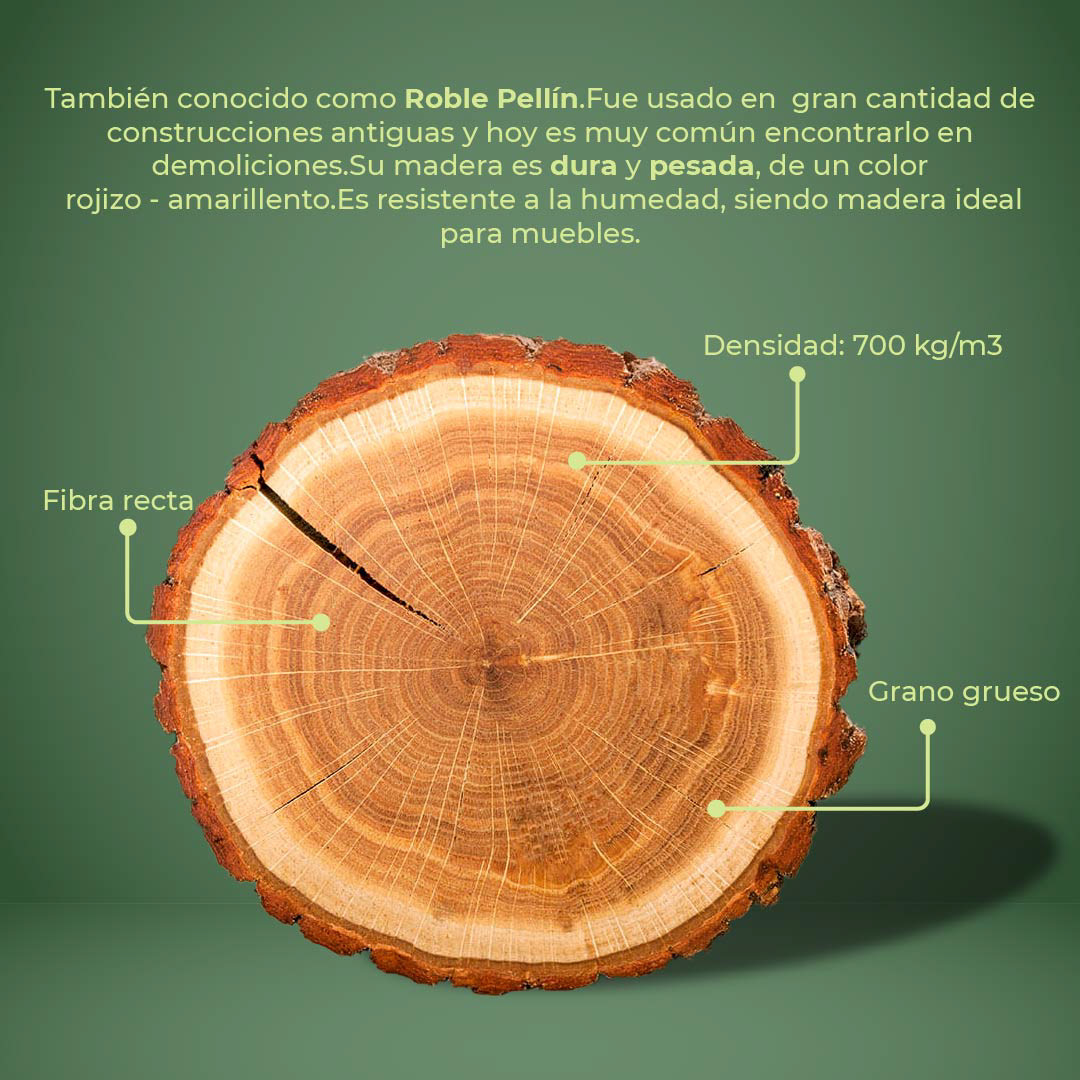 También conocido como Roble Pellín.Fue usado en  gran cantidad de
construcciones antiguas y hoy es muy común encontrarlo en
demoliciones.Su madera es dura y pesada, de un color
rojizo - amarillento.Es resistente a la humedad, siendo madera ideal
para muebles.
Densidad: 700 kg/m3
Fibra recta
Grano grueso